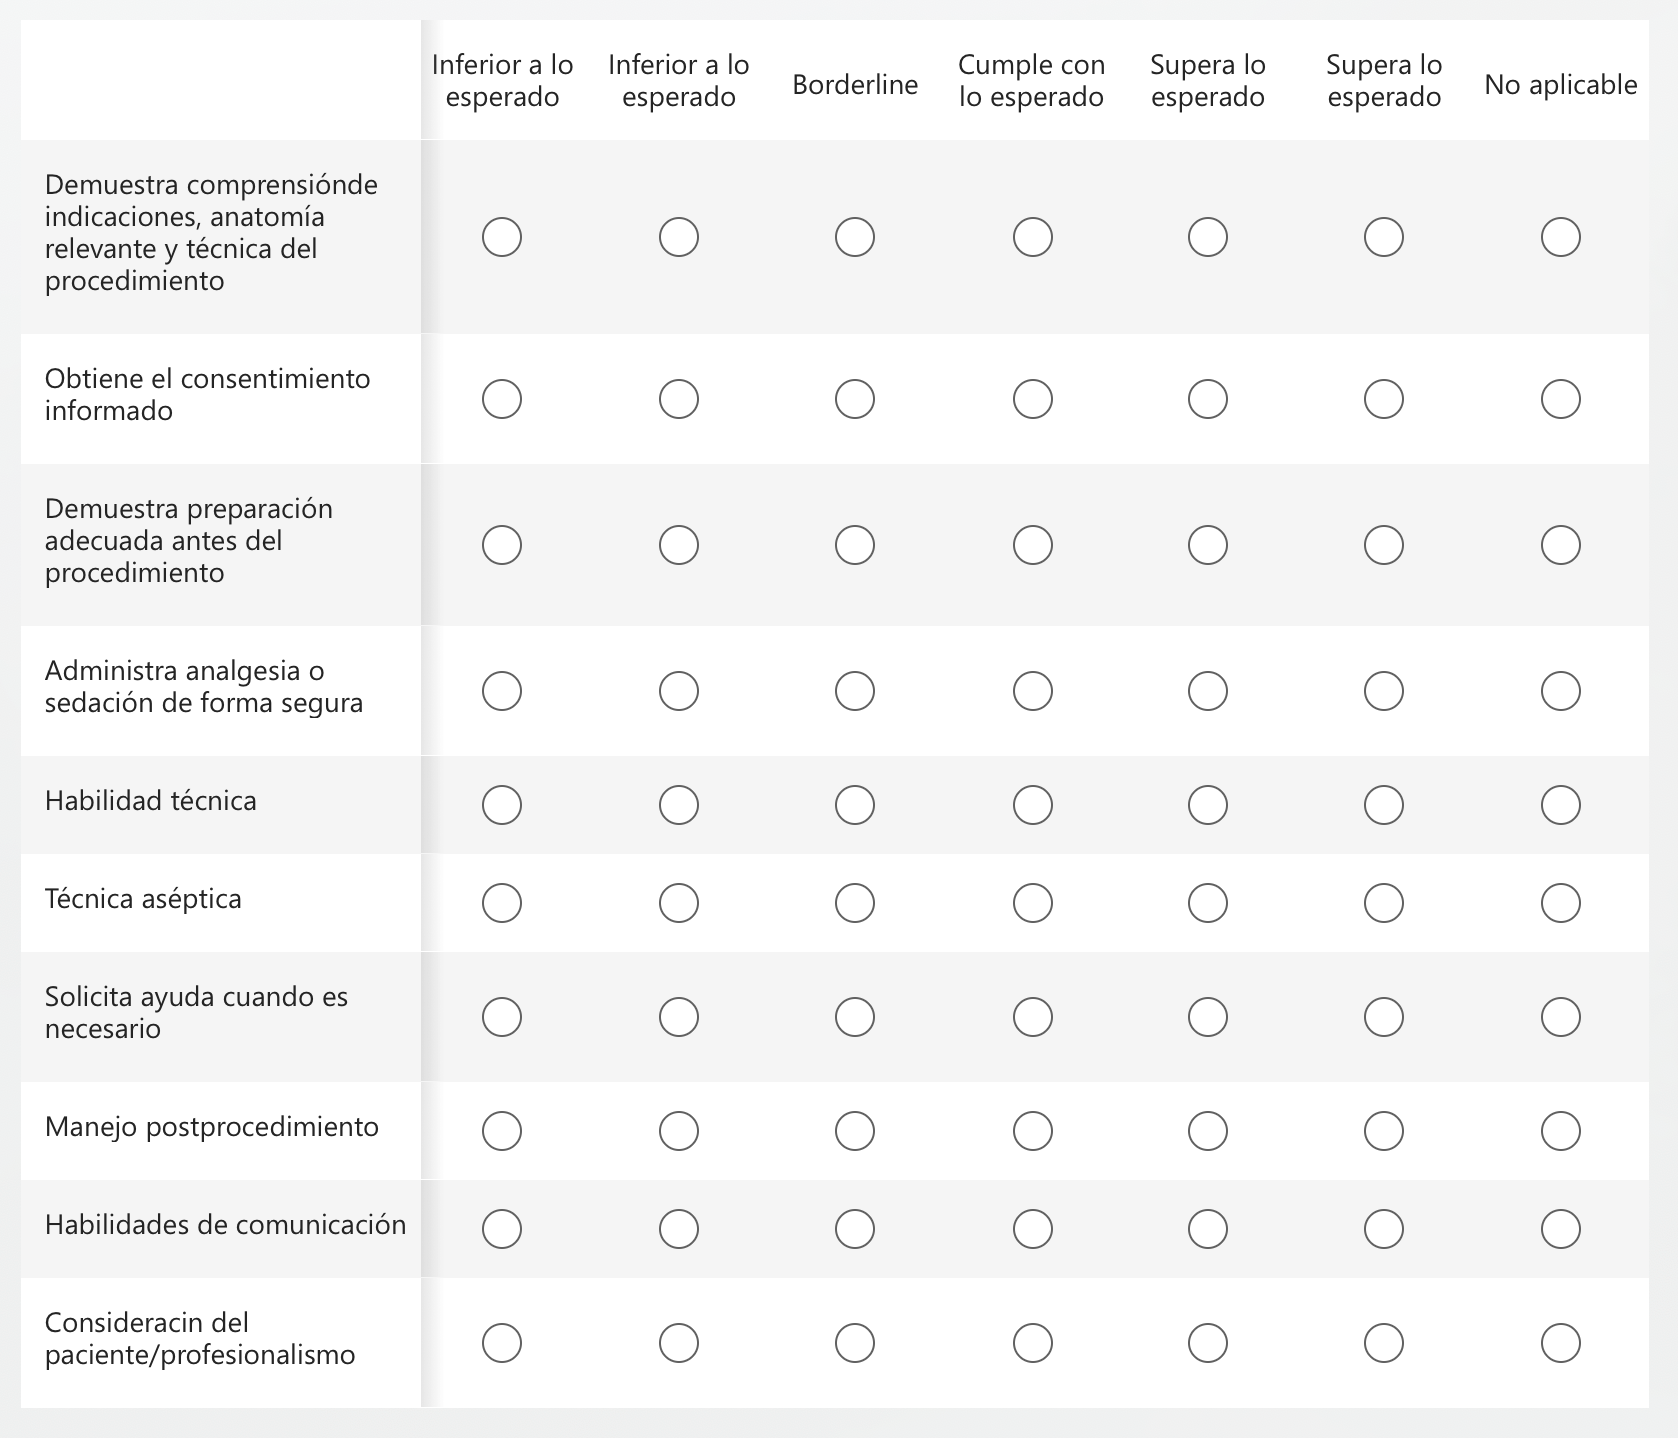 Inferior a lo esperado
Inferior a lo esperado
Borderline
Cumple con lo esperado
Supera lo esperado
Supera lo esperado
No aplicable
Demuestra comprensiónde
indicaciones, anatomía
relevante y técnica del
procedimiento
Obtiene el consentimiento
informado
Demuestra preparación
adecuada antes del
procedimiento
Administra analgesia o
sedación de forma segura
Habilidad técnica
Técnica aséptica
Solicita ayuda cuando es
necesario
Manejo postprocedimiento
Habilidades de comunicación
Consideracin del
paciente/profesionalismo